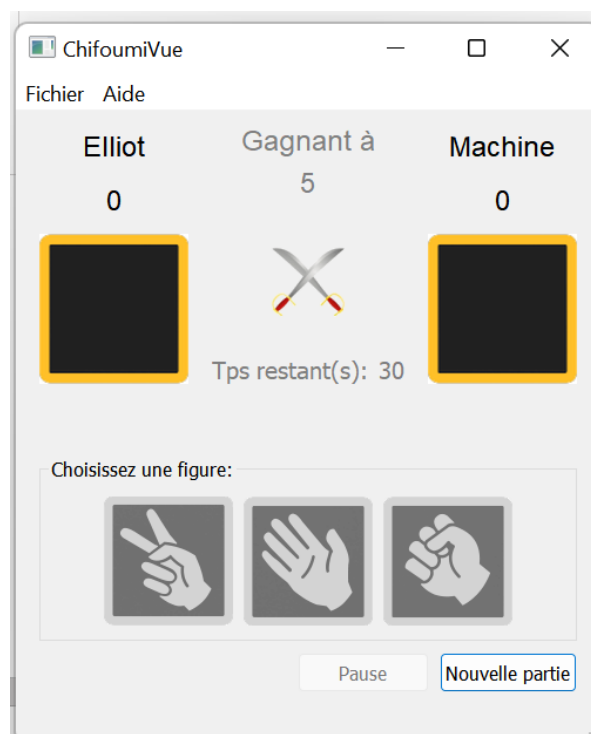 ChifoumiVue
Fichier Aide
Elliot Gagnant à Machine
0 5 0
Tps restant(s): 30
Choisissez une figure:
Pause Nouvelle partie